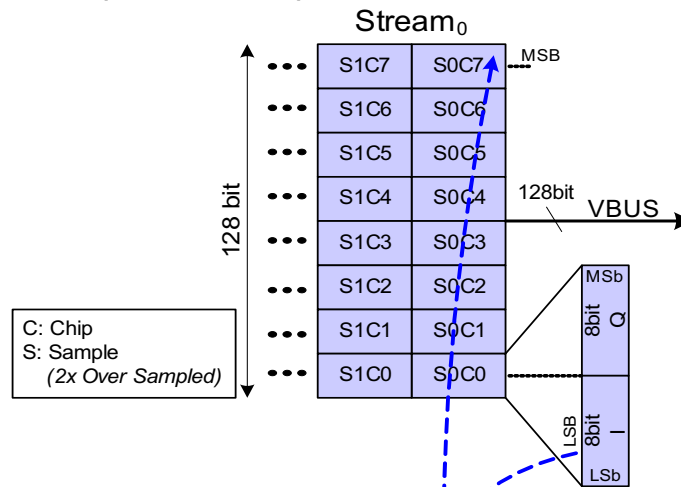 Stream0
S1C7 S0C7 MSB
S1C6 S0C6
S1C5 S0C5
S1C4 S0C4
128bit VBUS
128 bit
S1C3 S0C3
S1C2 S0C2
S1C1 S0C1
S1C0 S0C0
MSb
8bit Q
LSB 8bit I
LSb
C: Chip
S: Sample
(2x Over Sampled)